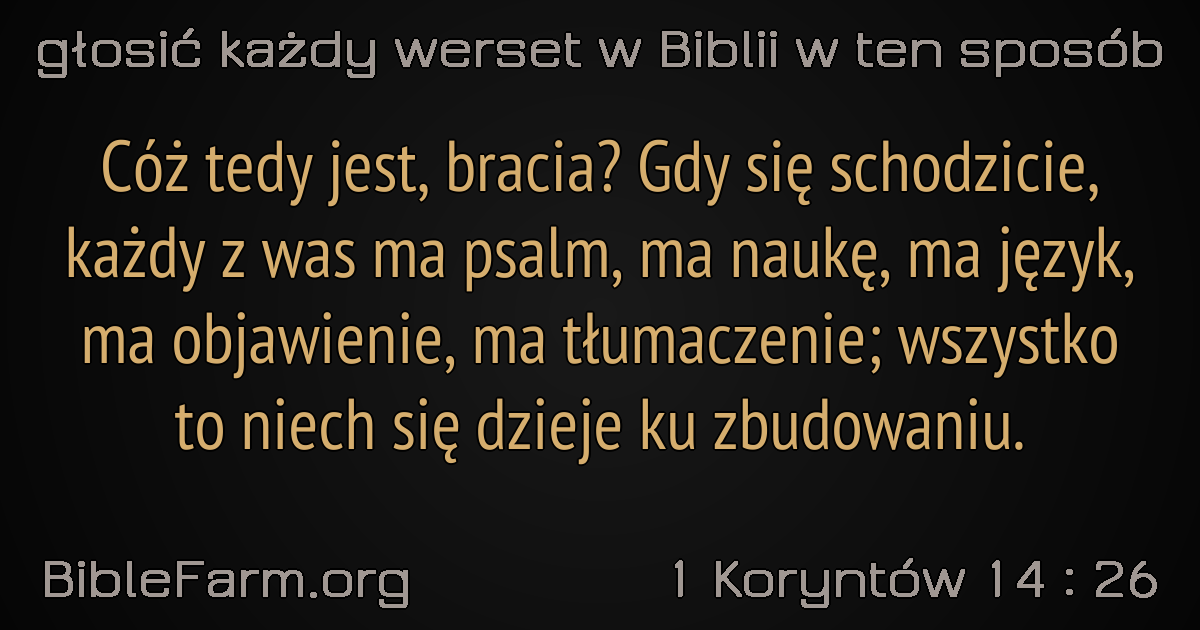 głosić każdy werset w Biblii w ten sposób
Cóż tedy jest, bracia? Gdy się schodzicie,
każdy z was ma psalm, ma naukę, ma język,
ma objawienie, ma tłumaczenie; wszystko
to niech się dzieje ku zbudowaniu.
BibleFarm.org 1 Koryntów 14 : 26